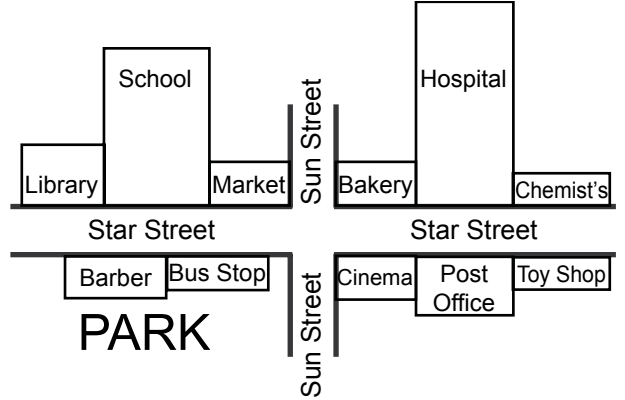 School
Hospital
Sun Street
Library
Market
Bakery
Chemist's
Star Street
Star Street
Barber
Bus Stop
Cinema
Post
Office
Toy Shop
PARK
Sun Street